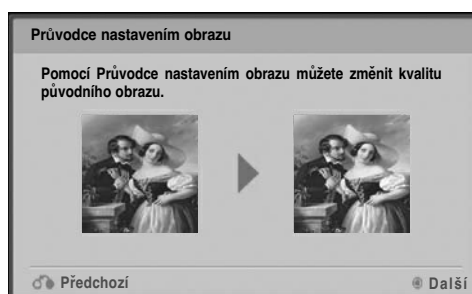 Průvodce nastavením obrazu
Pomocí Průvodce nastavením obrazu můžete změnit kvalitu
původního obrazu.
Předchozí
Další